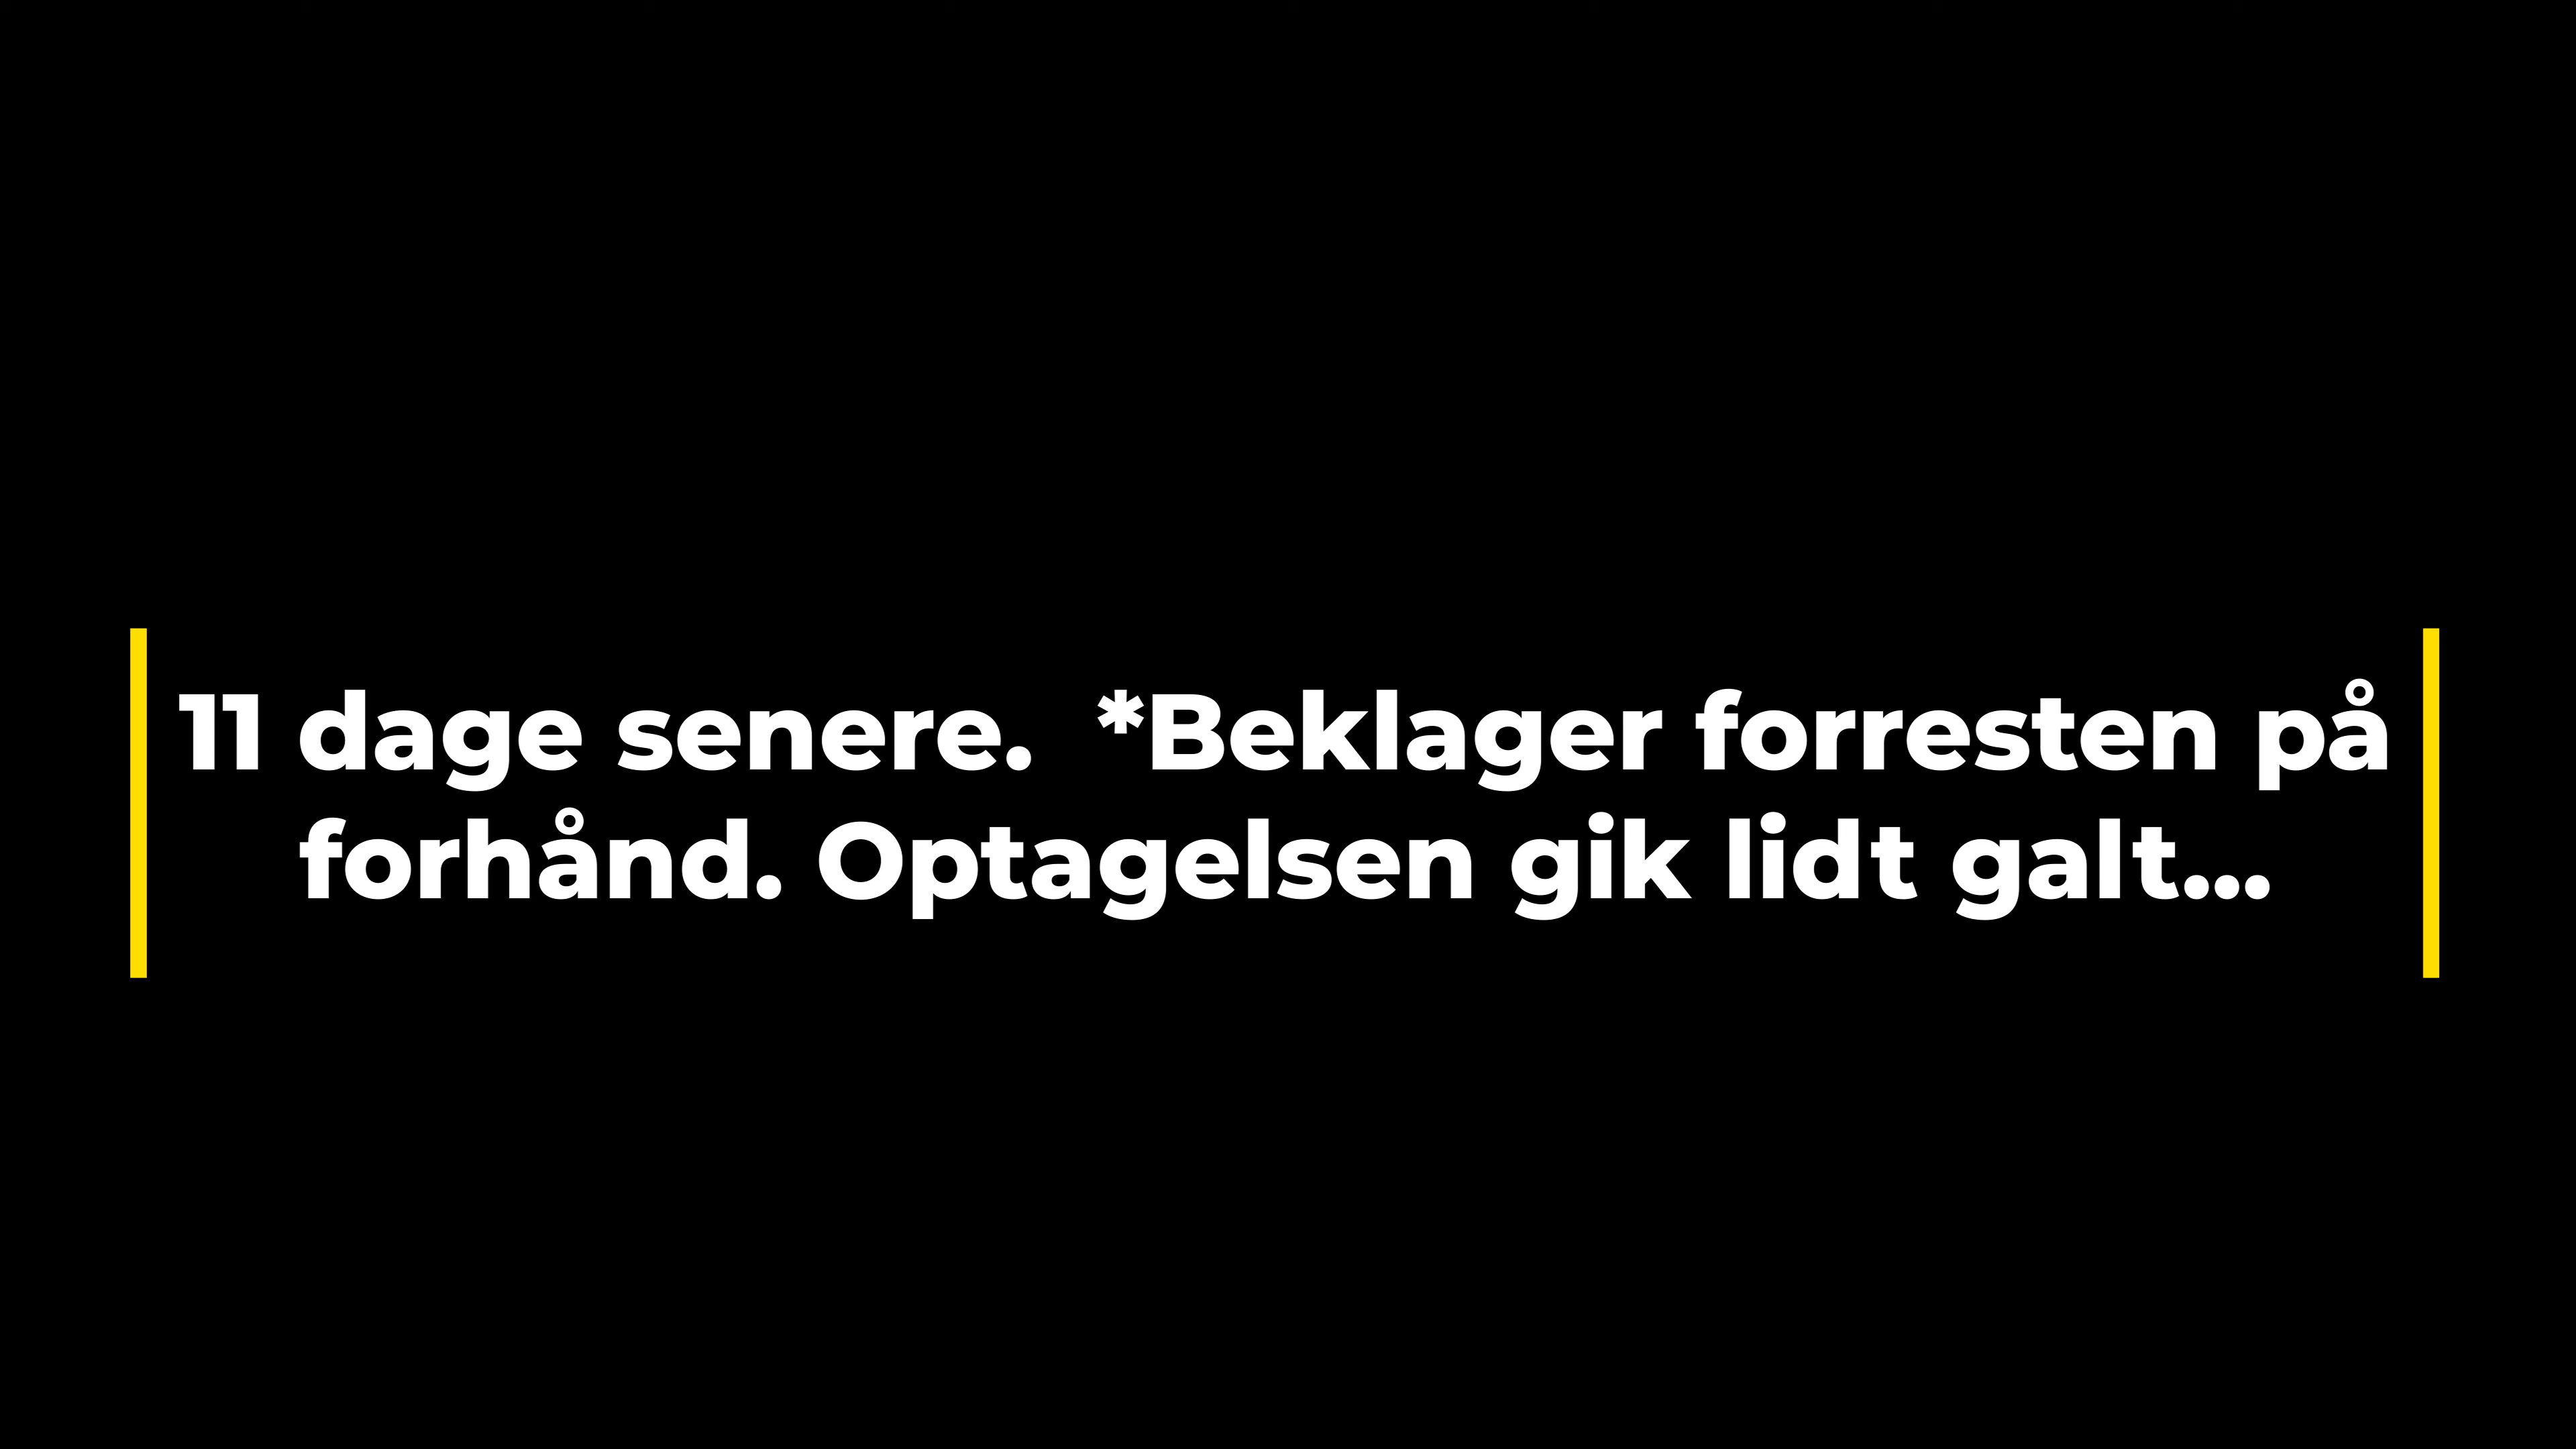 11 dage senere.  *Beklager forresten på
forhånd. Optagelsen gik lidt galt...